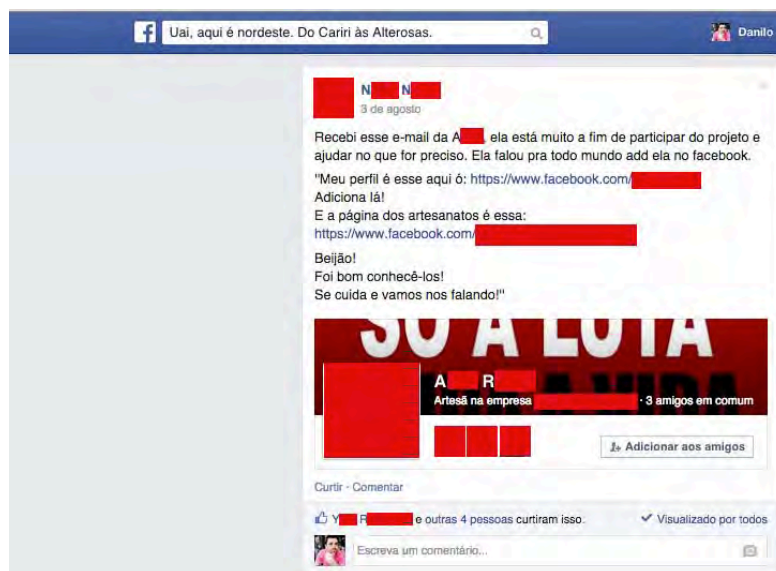 f Uai, aqui é nordeste. Do Cariri às Alterosas. Danilo
N N
3 de agosto
Recebi esse e-mail da A , ela está muito a fim de participar do projeto e
ajudar no que for preciso. Ela falou pra todo mundo add ela no facebook.
"Meu perfil é esse aqui ó: https://www.facebook.com/
Adiciona lá!
E a página dos artesanatos é essa:
https://www.facebook.com/
Beijão!
Foi bom conhecê-los!
Se cuida e vamos nos falando!"
SÓ A LUTA
A R
Artesã na empresa · 3 amigos em comum
Adicionar aos amigos
Curtir · Comentar
Y R e outras 4 pessoas curtiram isso.
Visualizado por todos
Escreva um comentário...